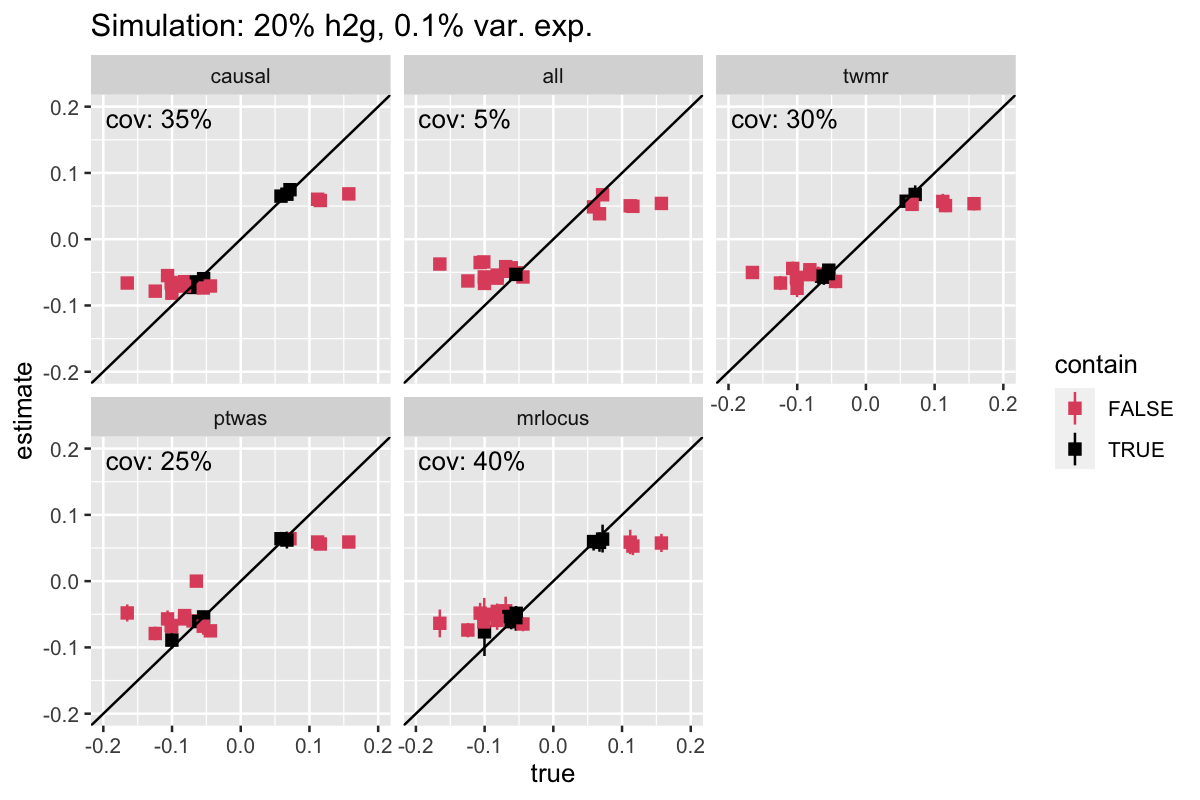 Simulation: 20% h2g, 0.1% var. exp.
causal
all
twmr
cov: 35%
cov: 5%
cov: 30%
0.2
0.1
0.0
-0.1
-0.2
-0.2 -0.1 0.0 0.1 0.2
ptwas
mrlocus
cov: 25%
cov: 40%
0.2
0.1
0.0
-0.1
-0.2
-0.2 -0.1 0.0 0.1 0.2
-0.2 -0.1 0.0 0.1 0.2
estimate
true
contain
FALSE
TRUE